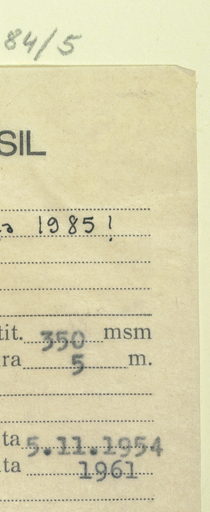 84/5
SIL
1985!
tit. 350 msm
ra 5 m.
ta 5.11.1954
ta 1961